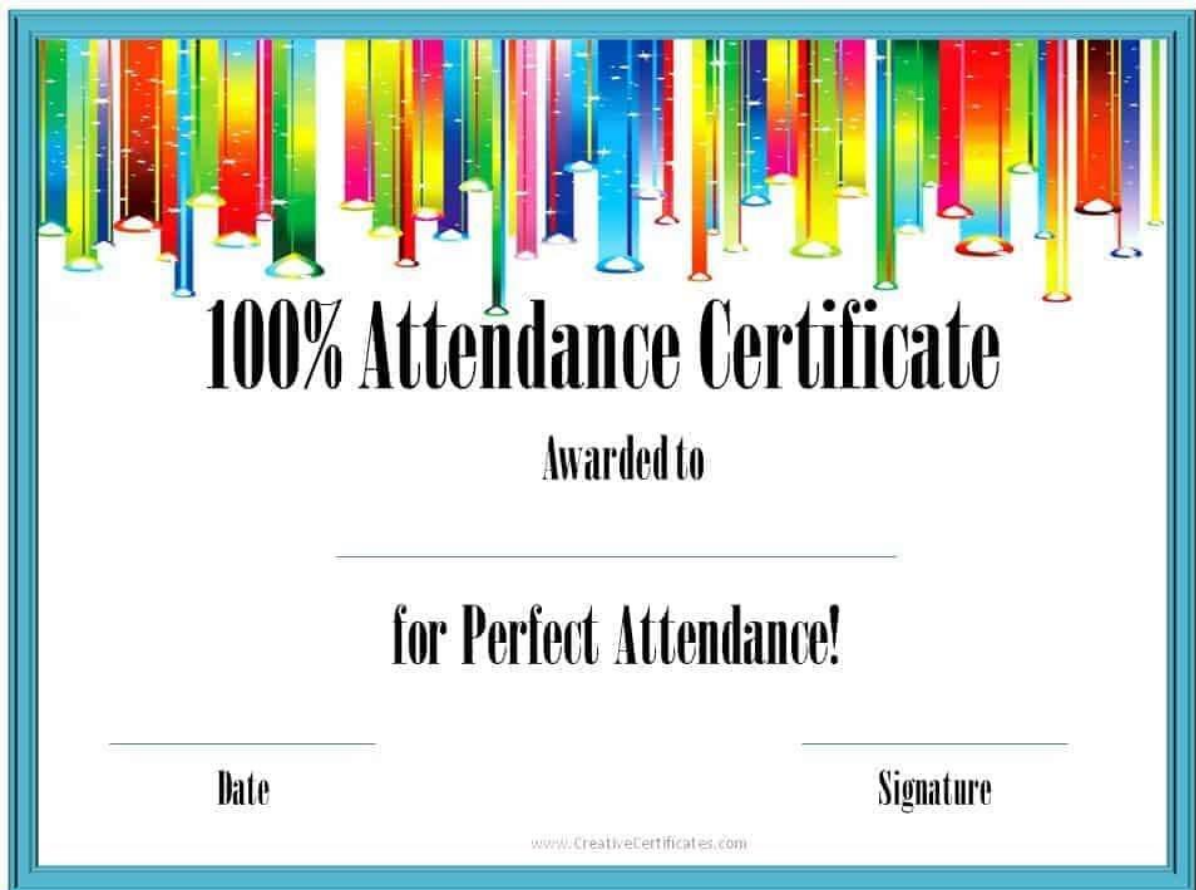 100% Attendance Certificate
Awarded to
for Perfect Attendance!
Date
Signature
www.CreativeCertificates.com